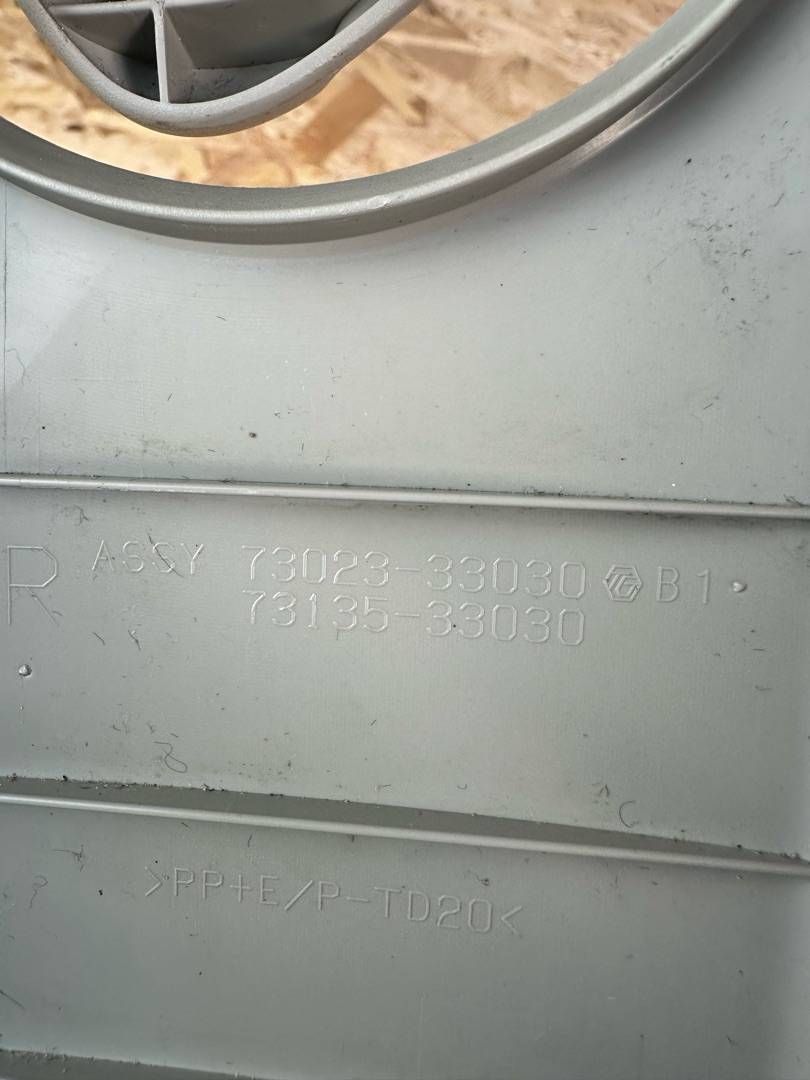 R ASSY 73023-33030 B1
73135-33030
>PP+E/P-TD20<